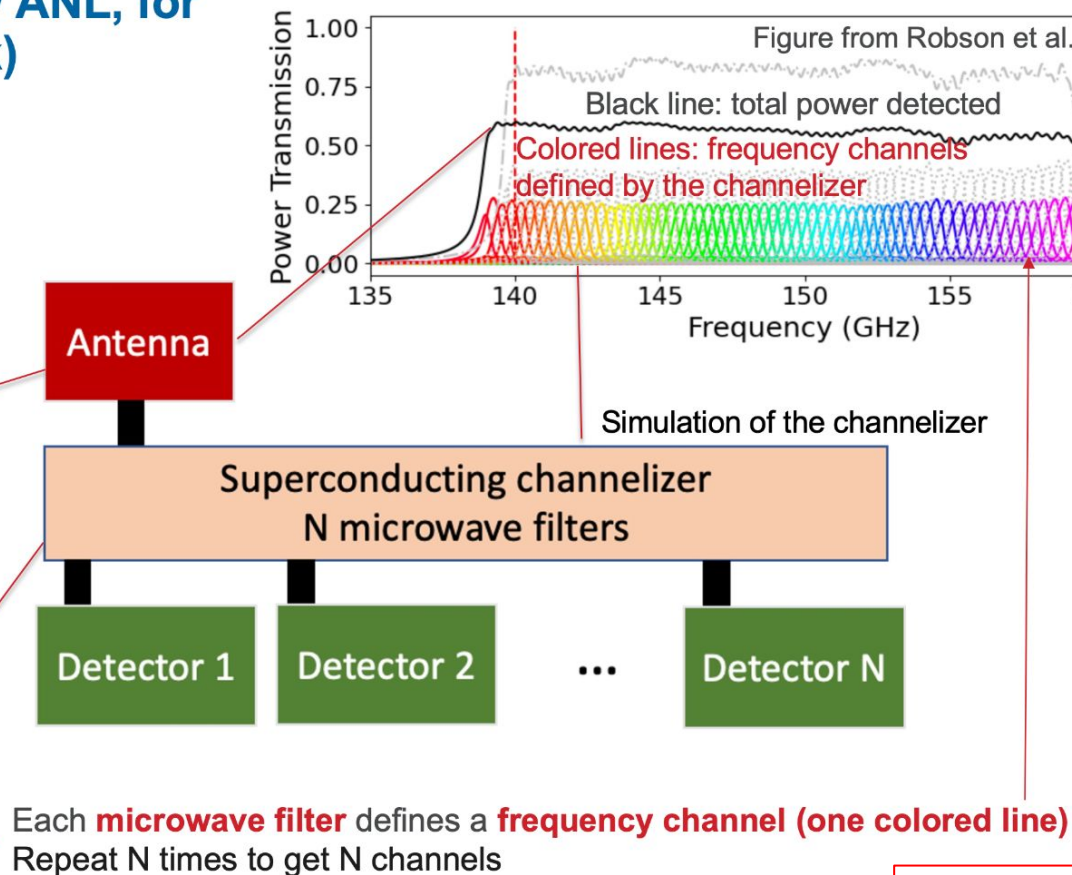 ANL, for
1.00
Figure from Robson et al.
0.75
Black line: total power detected
0.50
Colored lines: frequency channels
defined by the channelizer
0.25
0.00
Power Transmission
135 140 145 150 155
Frequency (GHz)
Antenna
Simulation of the channelizer
Superconducting channelizer
N microwave filters
Detector 1 Detector 2 ... Detector N
Each microwave filter defines a frequency channel (one colored line)
Repeat N times to get N channels